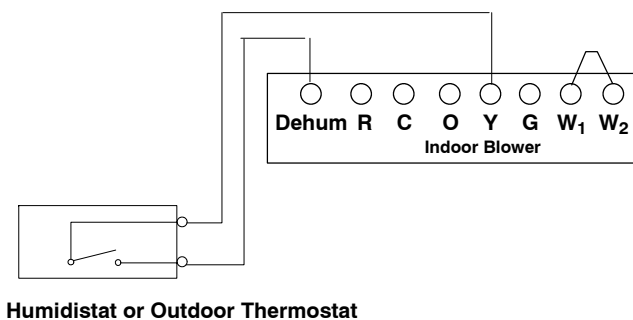 Dehum R C O Y G W1 W2
Indoor Blower
Humidistat or Outdoor Thermostat